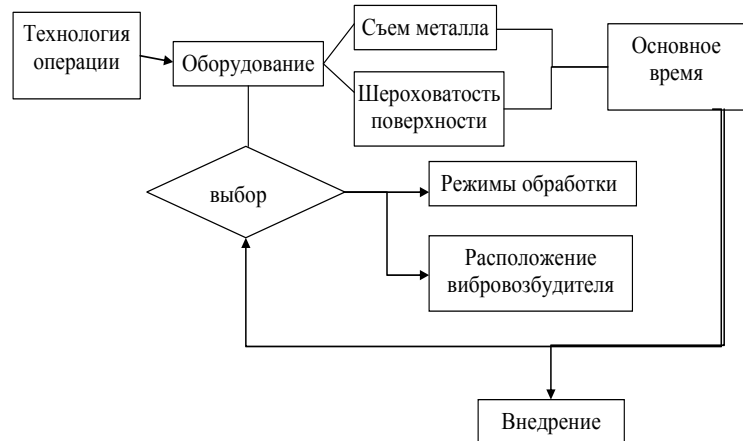 Технология
операции
Оборудование
Съем металла
Шероховатость
поверхности
Основное
время
выбор
Режимы обработки
Расположение
вибровозбудителя
Внедрение